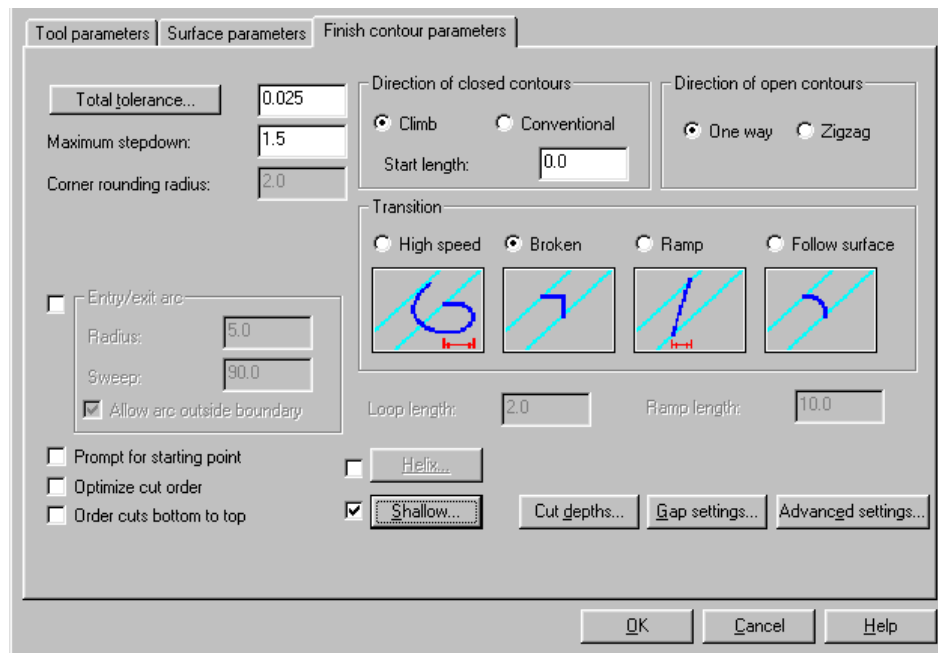 Tool parameters Surface parameters Finish contour parameters
Total tolerance... 0.025
Maximum stepdown: 1.5
Corner rounding radius: 2.0
Direction of closed contours
Climb Conventional
Start length: 0.0
Direction of open contours
One way Zigzag
Transition
High speed Broken Ramp Follow surface
Entry/exit arc
Radius: 5.0
Sweep: 90.0
Allow arc outside boundary
Loop length: 2.0 Ramp length: 10.0
Prompt for starting point
Optimize cut order
Order cuts bottom to top
Helix...
Shallow... Cut depths... Gap settings... Advanced settings...
OK Cancel Help